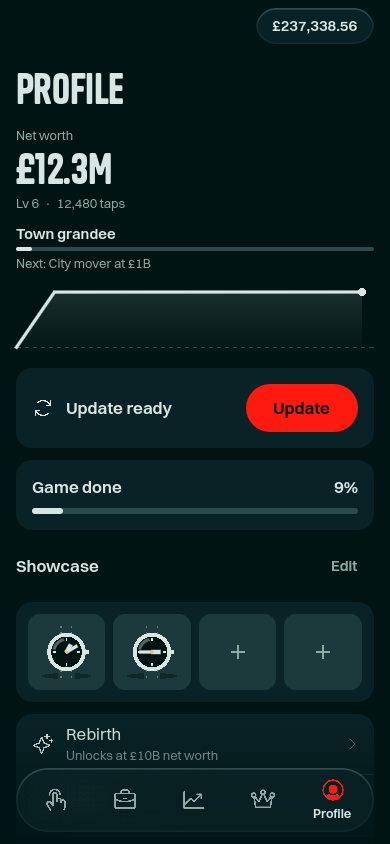 £237,338.56
PROFILE
Net worth
£12.3M
Lv 6 · 12,480 taps
Town grandee
Next: City mover at £1B
Update ready
Update
Game done
9%
Showcase
Edit
Rebirth
Unlocks at £10B net worth
Profile